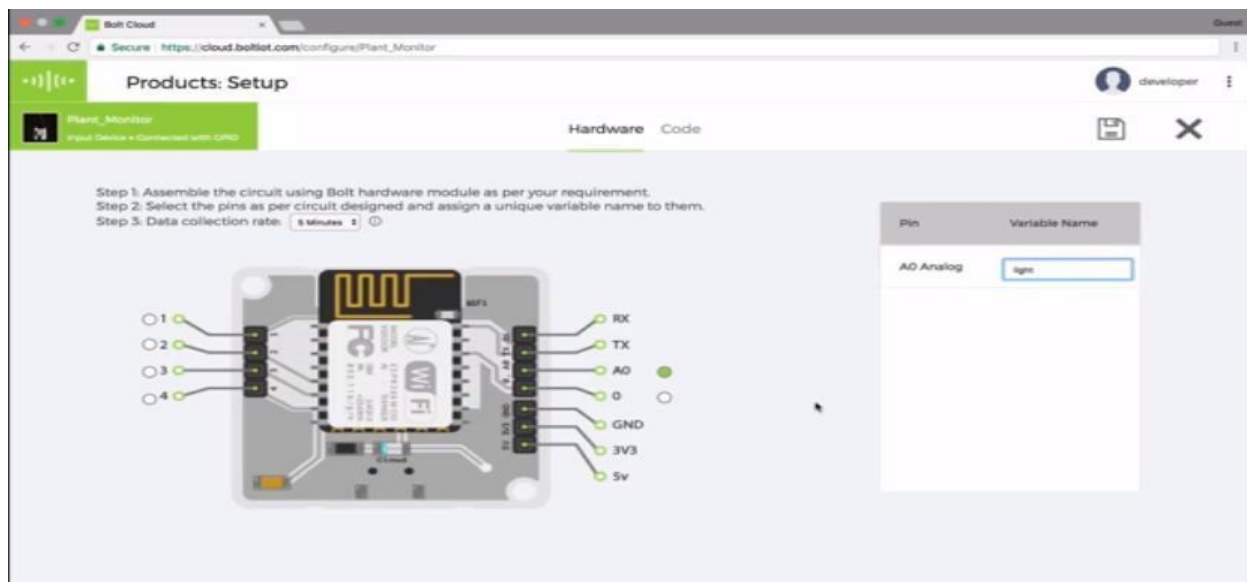 Bolt Cloud
Guest
Secure https://cloud.boltiot.com/configure/Plant_Monitor
Products: Setup
developer
Plant_Monitor
Input Device • Connected with GPIO
Hardware Code
Step 1: Assemble the circuit using Bolt hardware module as per your requirement.
Step 2: Select the pins as per circuit designed and assign a unique variable name to them.
Step 3: Data collection rate: 5 Minutes
Pin Variable Name
A0 Analog light
1
2
3
4
WiFi
FC
Cloud
RX
TX
A0
0
GND
3V3
5v